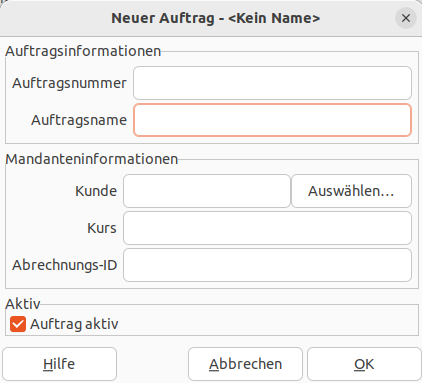 Neuer Auftrag - <Kein Name>
Auftragsinformationen
Auftragsnummer
Auftragsname
Mandanteninformationen
Kunde
Auswählen…
Kurs
Abrechnungs-ID
Aktiv
Auftrag aktiv
Hilfe
Abbrechen
OK